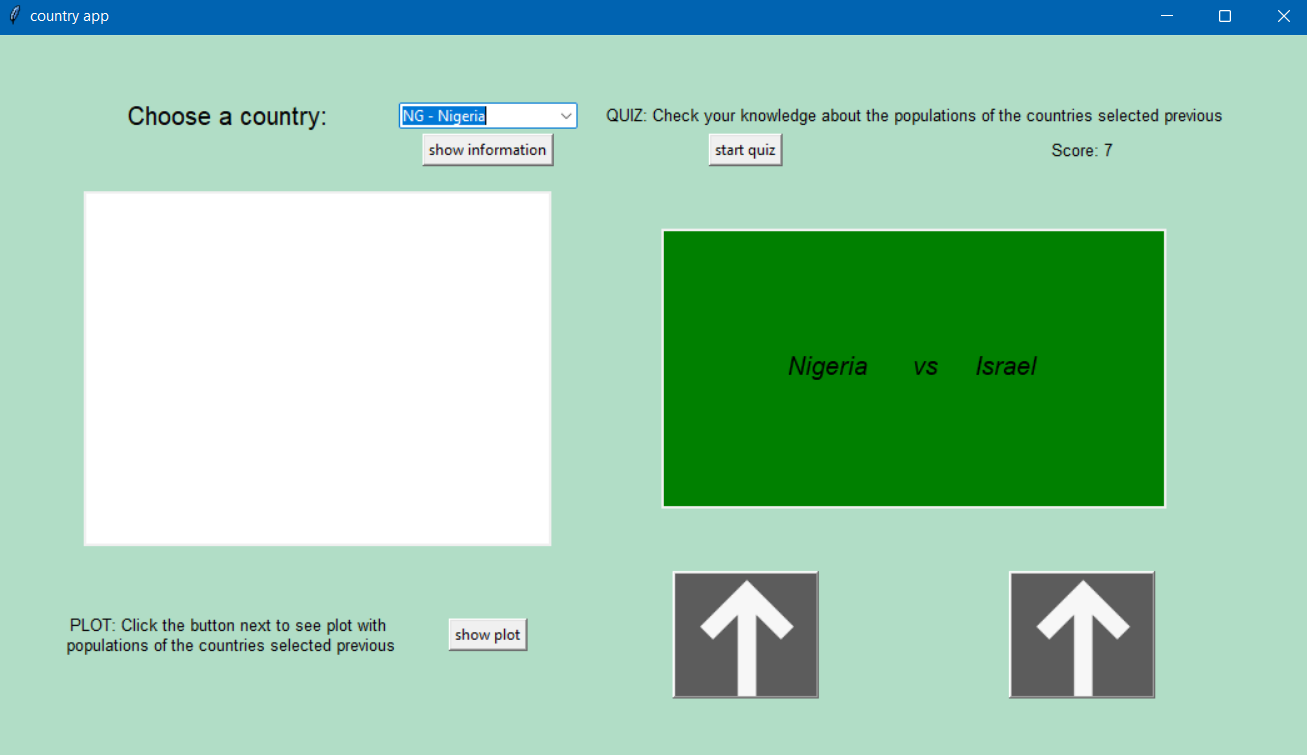 country app
Choose a country:
NG - Nigeria
QUIZ: Check your knowledge about the populations of the countries selected previous
show information
start quiz
Score: 7
Nigeria vs Israel
PLOT: Click the button next to see plot with
populations of the countries selected previous
show plot